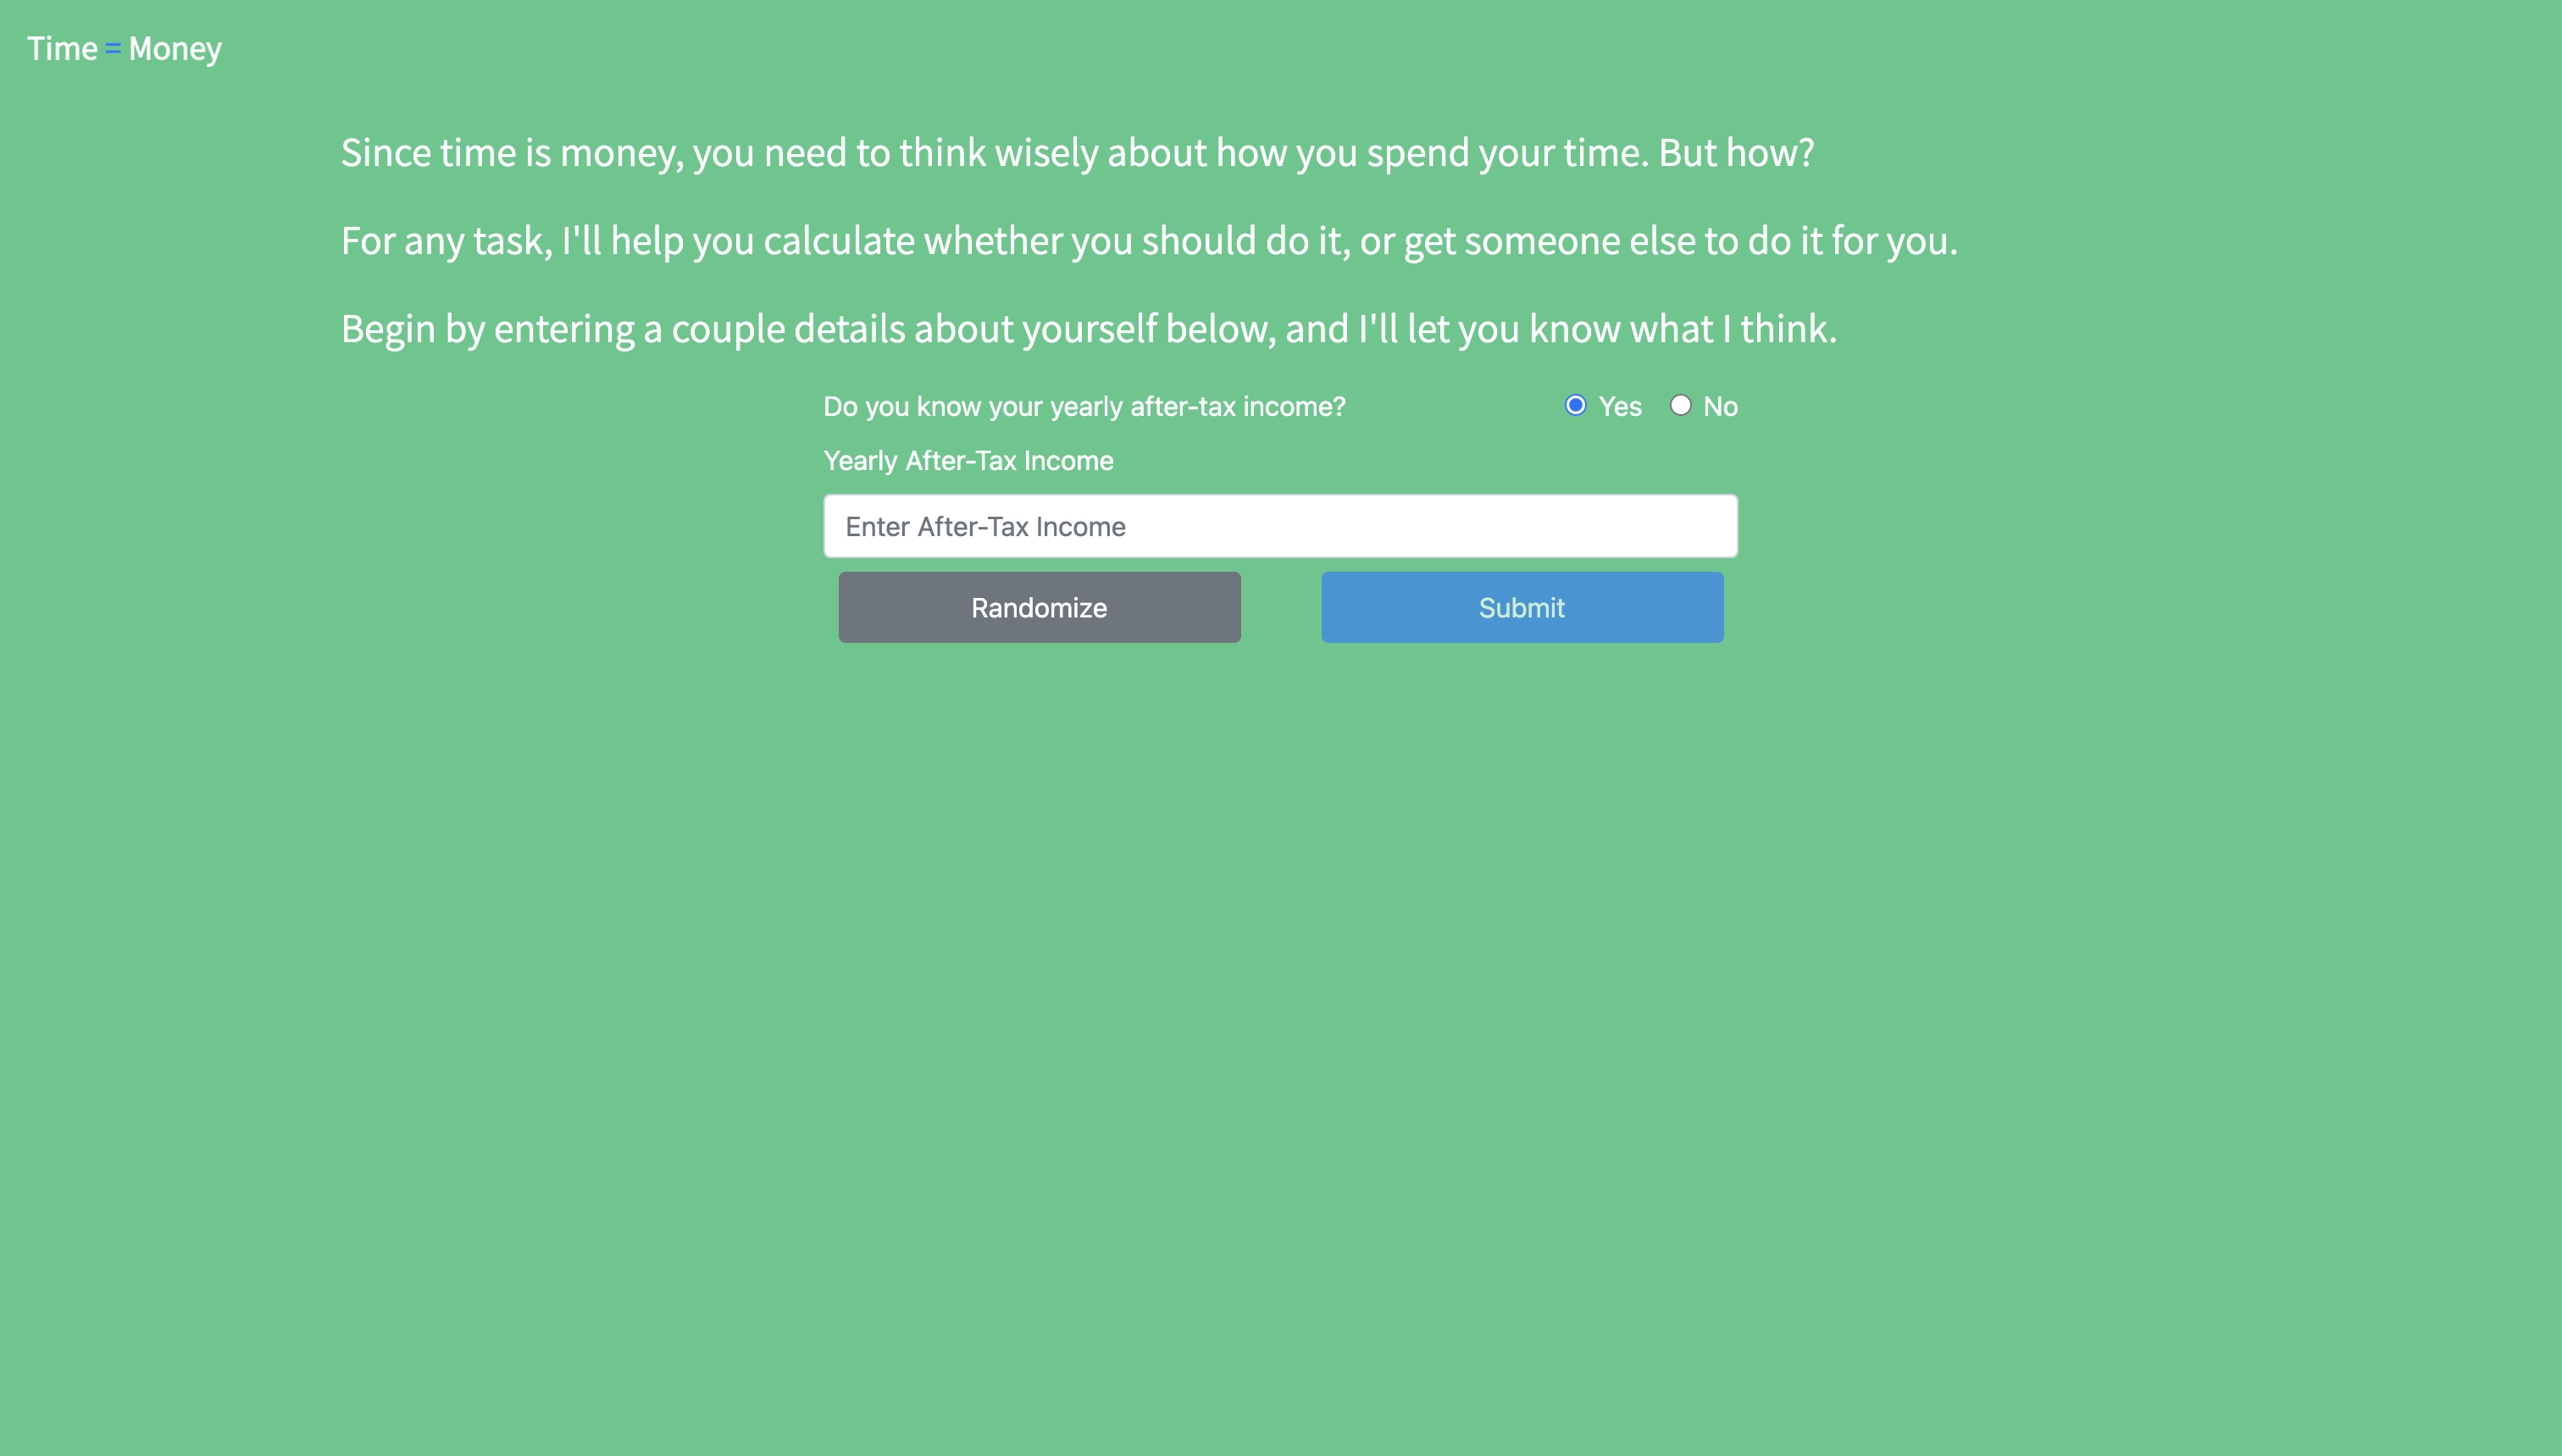 Time = Money
Since time is money, you need to think wisely about how you spend your time. But how?
For any task, I'll help you calculate whether you should do it, or get someone else to do it for you.
Begin by entering a couple details about yourself below, and I'll let you know what I think.
Do you know your yearly after-tax income? Yes No
Yearly After-Tax Income
Enter After-Tax Income
Randomize Submit